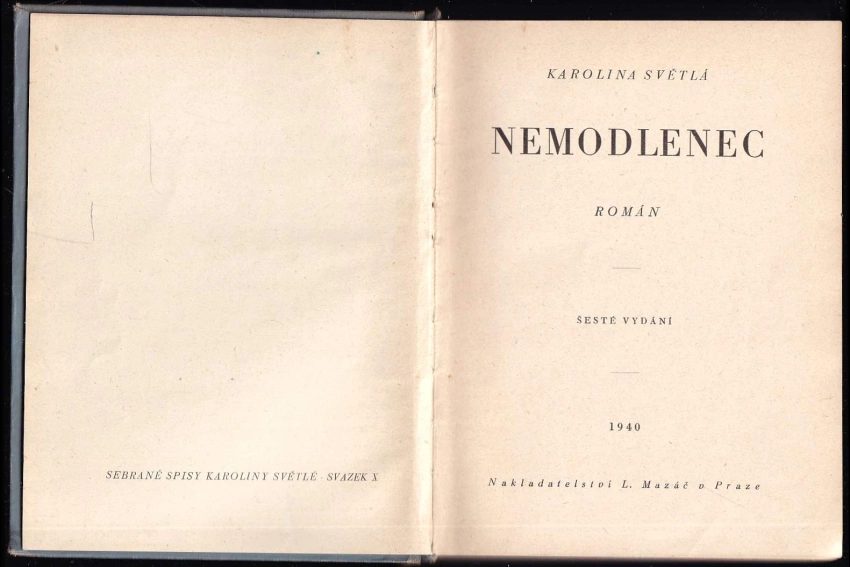 SEBRANÉ SPISY KAROLINY SVĚTLÉ · SVAZEK X
KAROLINA SVĚTLÁ
NEMODLENEC
ROMÁN
ŠESTÉ VYDÁNÍ
1940
Nakladatelství L. Mazáč v Praze